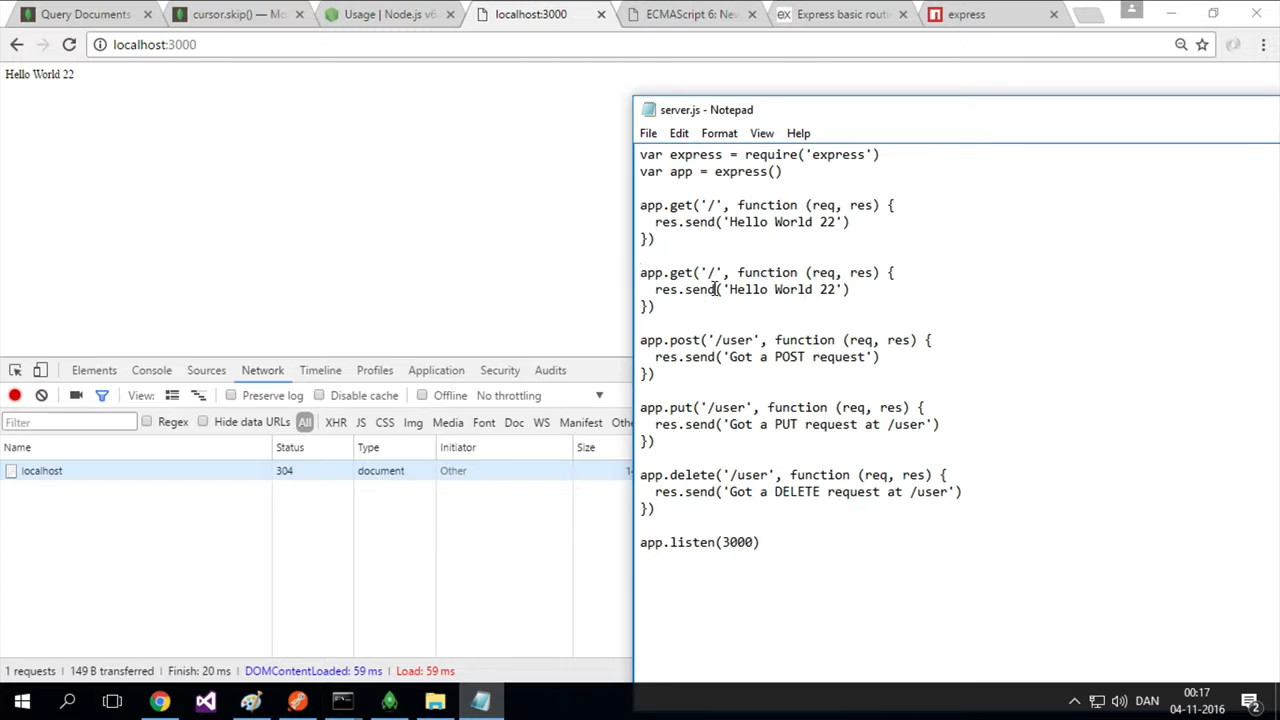 Query Documents
cursor.skip() — Mo
Usage | Node.js v6
localhost:3000
ECMAScript 6: New
Express basic rout
express
localhost:3000
Hello World 22
server.js - Notepad
File Edit Format View Help
var express = require('express')
var app = express()
app.get('/', function (req, res) {
res.send('Hello World 22')
})
app.get('/', function (req, res) {
res.send('Hello World 22')
})
app.post('/user', function (req, res) {
res.send('Got a POST request')
})
app.put('/user', function (req, res) {
res.send('Got a PUT request at /user')
})
app.delete('/user', function (req, res) {
res.send('Got a DELETE request at /user')
})
app.listen(3000)
Elements Console Sources Network Timeline Profiles Application Security Audits
View: Preserve log Disable cache Offline No throttling
Filter Regex Hide data URLs All XHR JS CSS Img Media Font Doc WS Manifest Othe
Name Status Type Initiator Size
localhost 304 document Other 1
1 requests | 149 B transferred | Finish: 20 ms | DOMContentLoaded: 59 ms | Load: 59 ms
DAN
00:17
04-11-2016
2